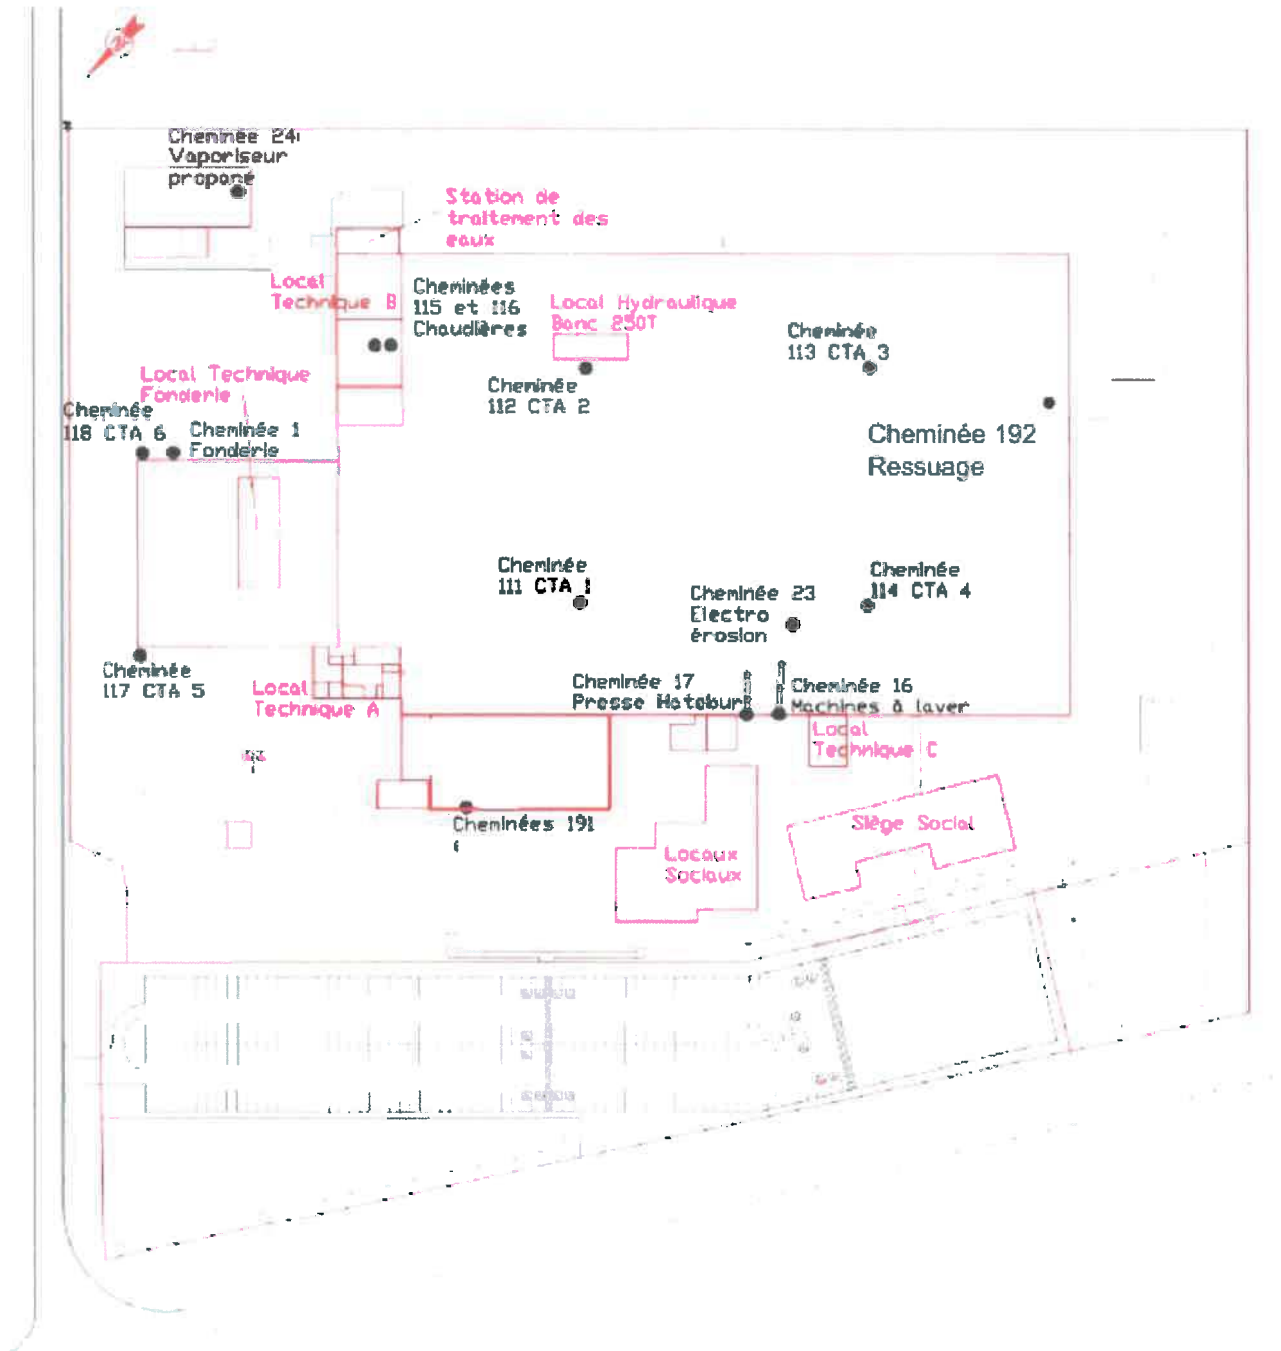 Cheminée 24
Vaporiseur
propane
Station de
traitement des
eaux
Local
Technique B
Cheminées
115 et 116
Chaudières
Local Hydraulique
Banc 250T
Cheminée
113 CTA 3
Local Technique
Fonderie
Cheminée
112 CTA 2
Cheminée
118 CTA 6
Cheminée 1
Fonderie
Cheminée 192
Ressuage
Cheminée
111 CTA 1
Cheminée 23
Electro
érosion
Cheminée
114 CTA 4
Cheminée
117 CTA 5
Local
Technique A
Cheminée 17
Presse Hatebur
Cheminée 16
Machines à laver
Local
Technique C
Cheminées 191
Siège Social
Locaux
Sociaux